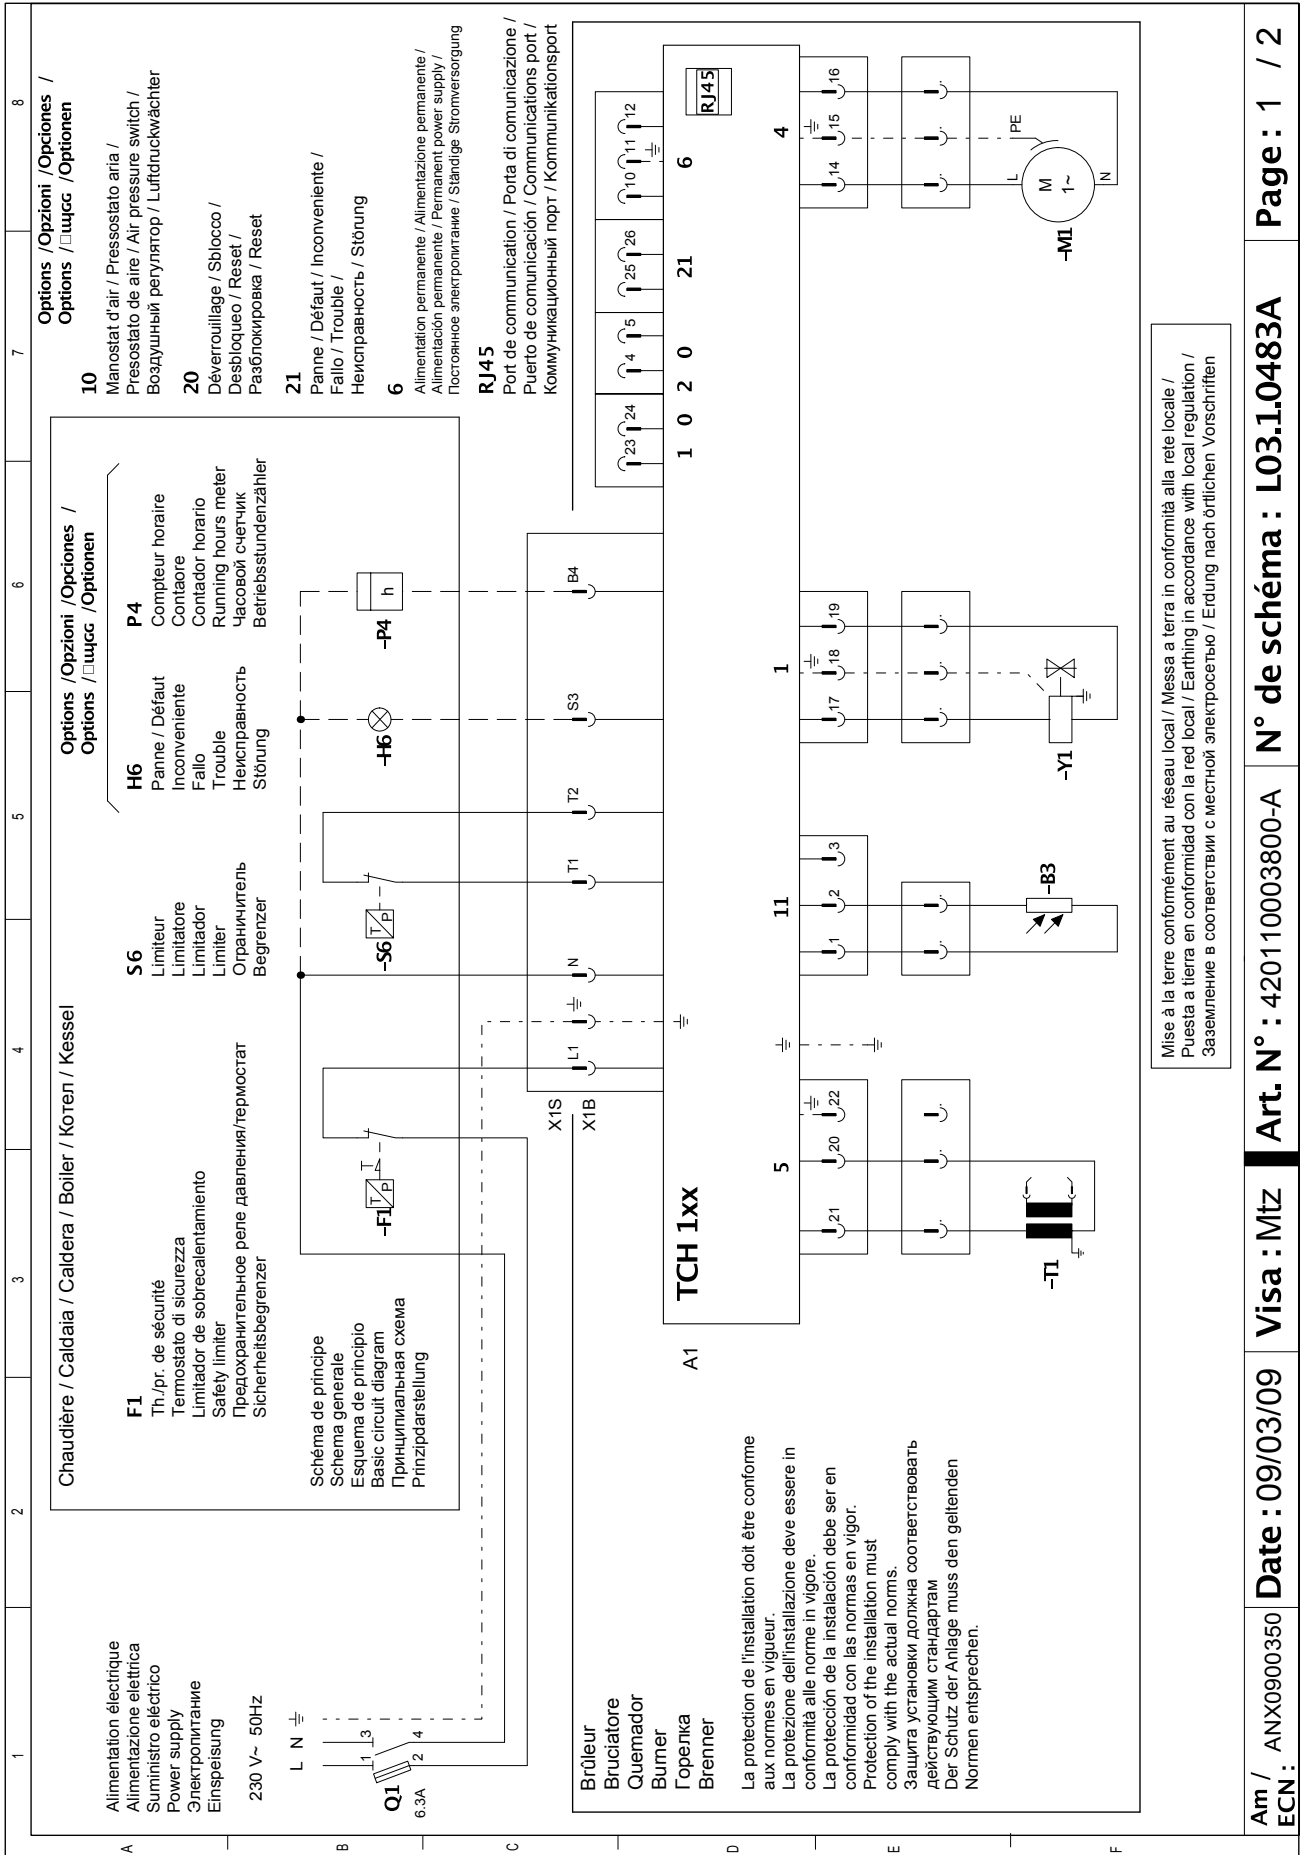 1
2
3
4
5
6
7
8
A
B
C
D
E
F
Alimentation électrique
Alimentazione elettrica
Suministro eléctrico
Power supply
Электропитание
Einspeisung
230 V~ 50Hz
L N
1 3
2 4
Q1
6.3A
Chaudière / Caldaia / Caldera / Boiler / Котел / Kessel
F1
Th./pr. de sécurité
Termostato di sicurezza
Limitador de sobrecalentamiento
Safety limiter
Предохранительное реле давления/термостат
Sicherheitsbegrenzer
S6
Limiteur
Limitatore
Limitador
Limiter
Ограничитель
Begrenzer
Options /Opzioni /Opciones /
Options /□ɯɥɢɢ /Optionen
H6
Panne / Défaut
Inconveniente
Fallo
Trouble
Неисправность
Störung
P4
Compteur horaire
Contaore
Contador horario
Running hours meter
Часовой счетчик
Betriebsstundenzähler
Schéma de principe
Schema generale
Esquema de principio
Basic circuit diagram
Принципиальная схема
Prinzipdarstellung
T
T/P
-F1
T/P
-S6
-H6
h
-P4
Options /Opzioni /Opciones /
Options /□ɯɥɢɢ /Optionen
10
Manostat d'air / Pressostato aria /
Presostato de aire / Air pressure switch /
Воздушный регулятор / Luftdruckwächter
20
Déverrouillage / Sblocco /
Desbloqueo / Reset /
Разблокировка / Reset
21
Panne / Défaut / Inconveniente /
Fallo / Trouble /
Неисправность / Störung
6
Alimentation permanente / Alimentazione permanente /
Alimentación permanente / Permanent power supply /
Постоянное электропитание / Ständige Stromversorgung
RJ45
Port de communication / Porta di comunicazione /
Puerto de comunicación / Communications port /
Коммуникационный порт / Kommunikationsport
X1S
X1B
L1 N T1 T2 S3 B4
23 24 4 5 25 26 10 11 12
1 0 2 0 21 6
RJ45
Brûleur
Bruciatore
Quemador
Burner
Горелка
Brenner
A1
TCH 1xx
La protection de l'installation doit être conforme
aux normes en vigueur.
La protezione dell'installazione deve essere in
conformità alle norme in vigore.
La protección de la instalación debe ser en
conformidad con las normas en vigor.
Protection of the installation must
comply with the actual norms.
Защита установки должна соответствовать
действующим стандартам
Der Schutz der Anlage muss den geltenden
Normen entsprechen.
5 11 1 4
21 20 22 1 2 3 17 18 19 14 15 16
-T1
-B3
-Y1
-M1
M
1~
L
N
PE
Mise à la terre conformément au réseau local / Messa a terra in conformità alla rete locale /
Puesta a tierra en conformidad con la red local / Earthing in accordance with local regulation /
Заземление в соответствии с местной электросетью / Erdung nach örtlichen Vorschriften
Am /
ECN : ANX0900350
Date : 09/03/09
Visa : Mtz
Art. N° : 420110003800-A
N° de schéma : L03.1.0483A
Page : 1 / 2